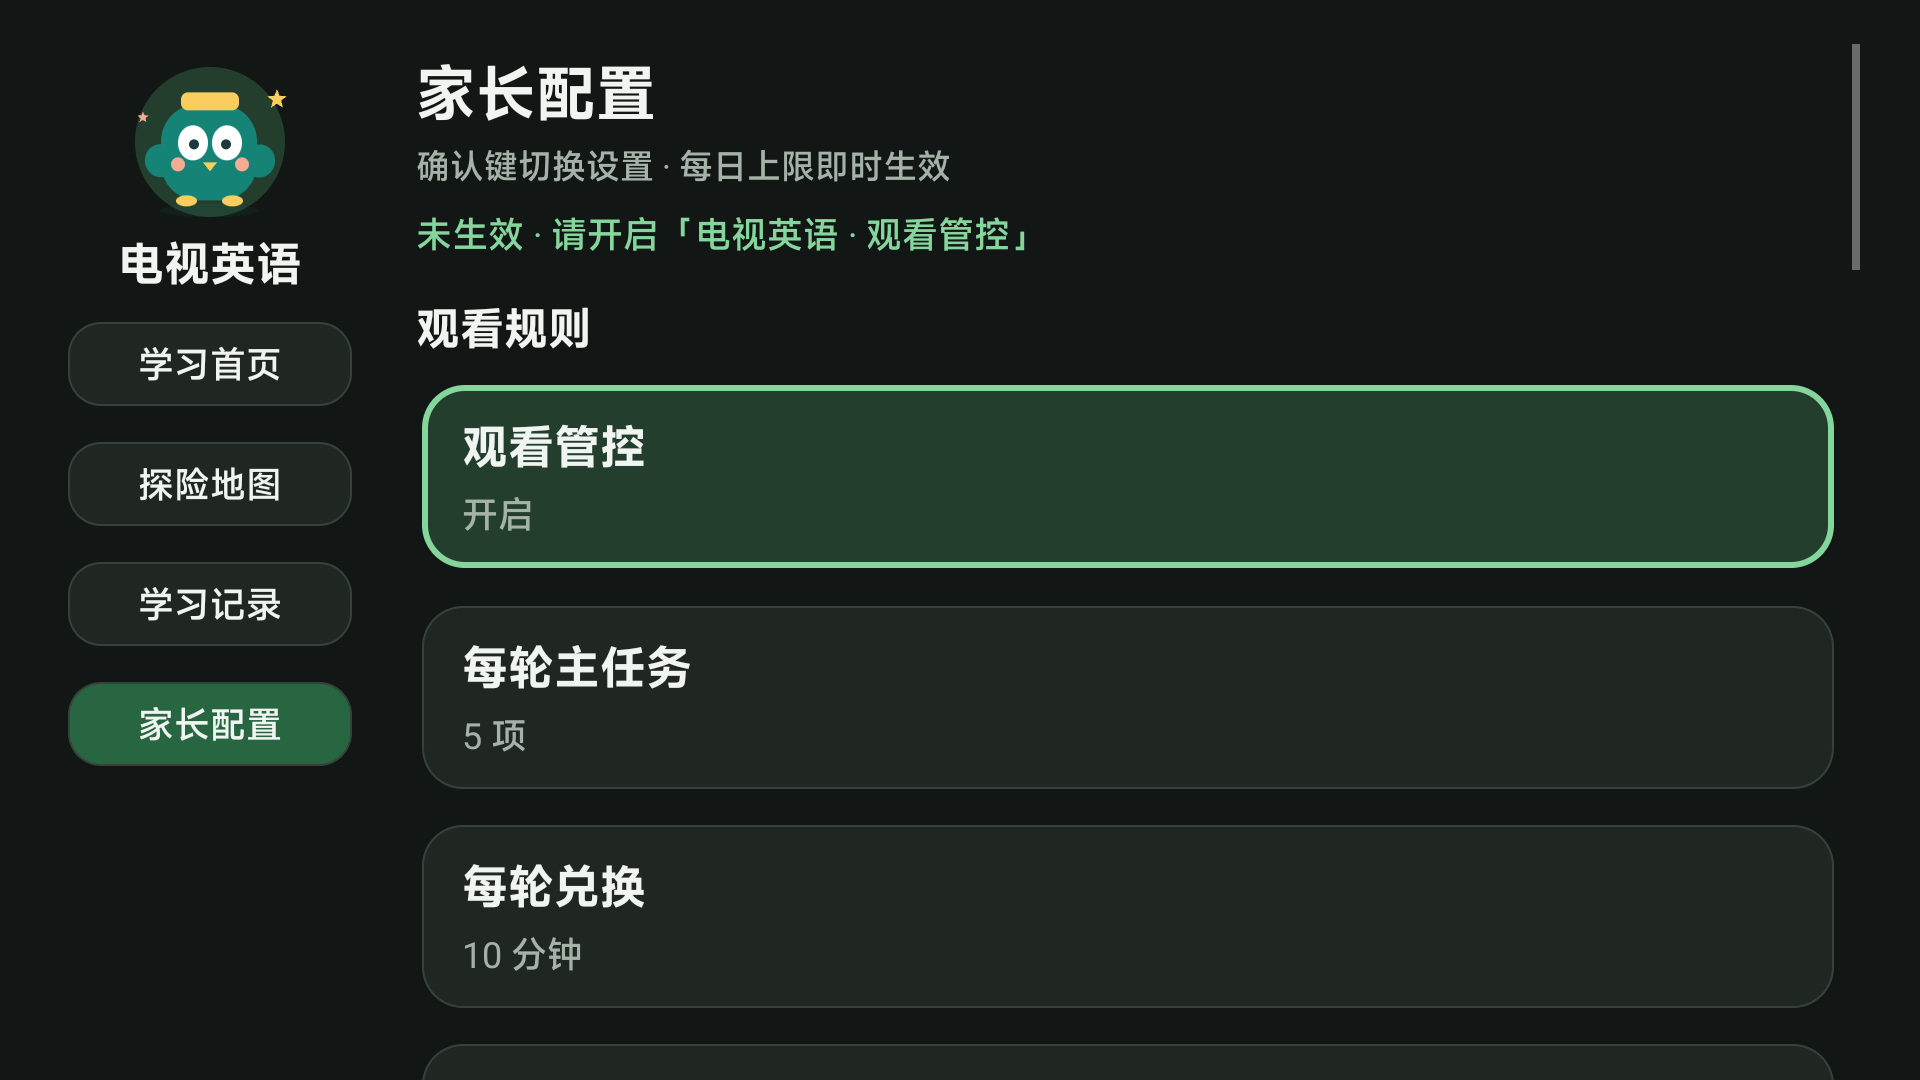 电视英语
学习首页
探险地图
学习记录
家长配置
家长配置
确认键切换设置 · 每日上限即时生效
未生效 · 请开启「电视英语 · 观看管控」
观看规则
观看管控
开启
每轮主任务
5 项
每轮兑换
10 分钟